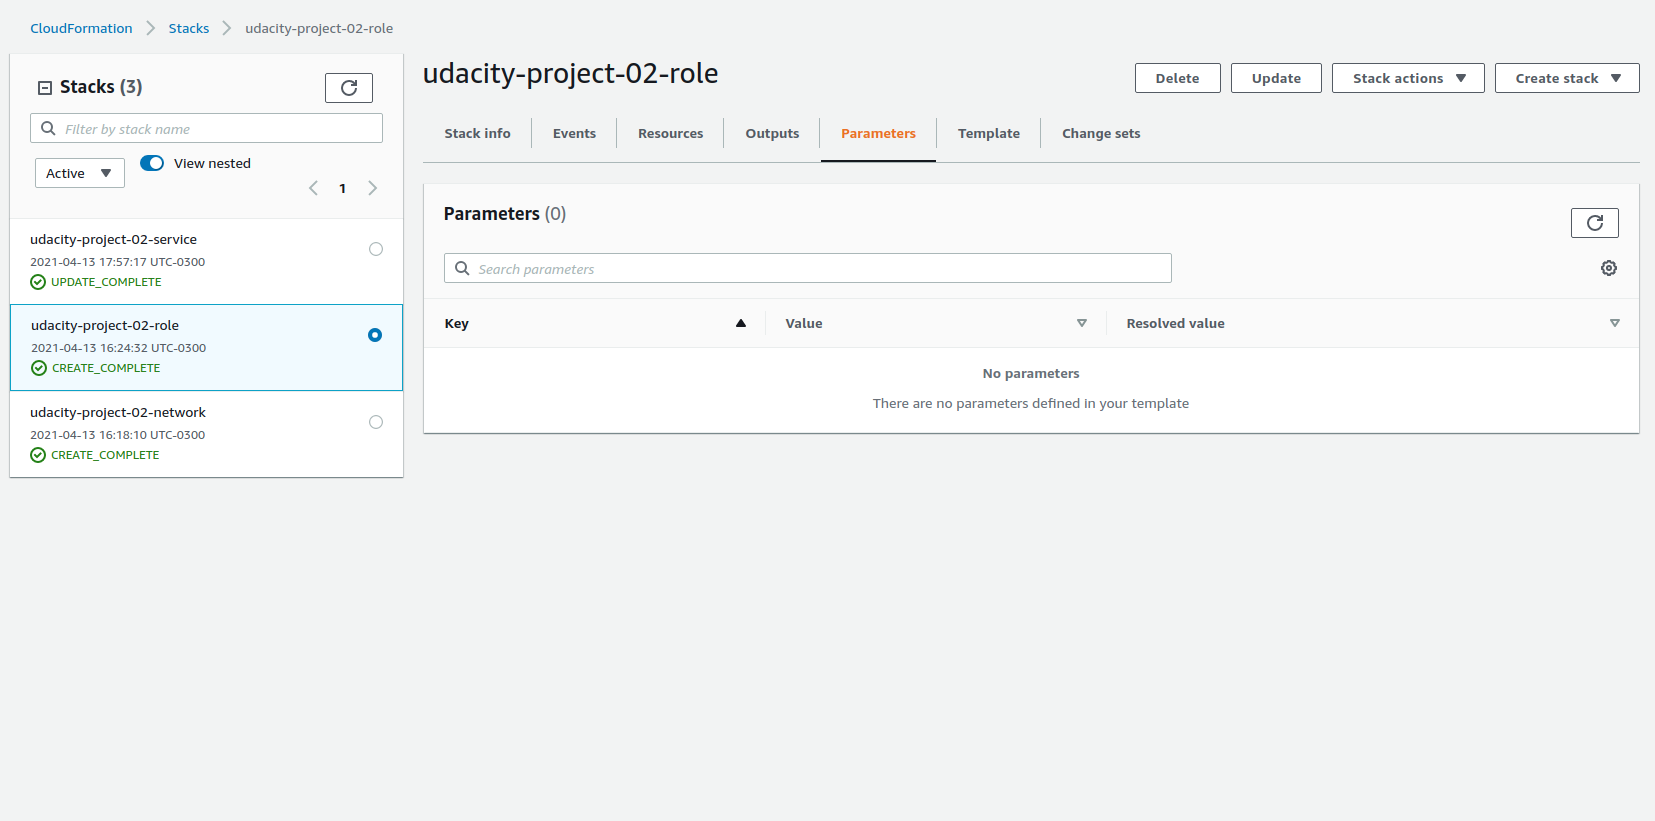 CloudFormation
Stacks
udacity-project-02-role
Stacks (3)
Filter by stack name
Active
View nested
1
udacity-project-02-service
2021-04-13 17:57:17 UTC-0300
UPDATE_COMPLETE
udacity-project-02-role
2021-04-13 16:24:32 UTC-0300
CREATE_COMPLETE
udacity-project-02-network
2021-04-13 16:18:10 UTC-0300
CREATE_COMPLETE
udacity-project-02-role
Delete
Update
Stack actions
Create stack
Stack info
Events
Resources
Outputs
Parameters
Template
Change sets
Parameters (0)
Search parameters
Key
Value
Resolved value
No parameters
There are no parameters defined in your template